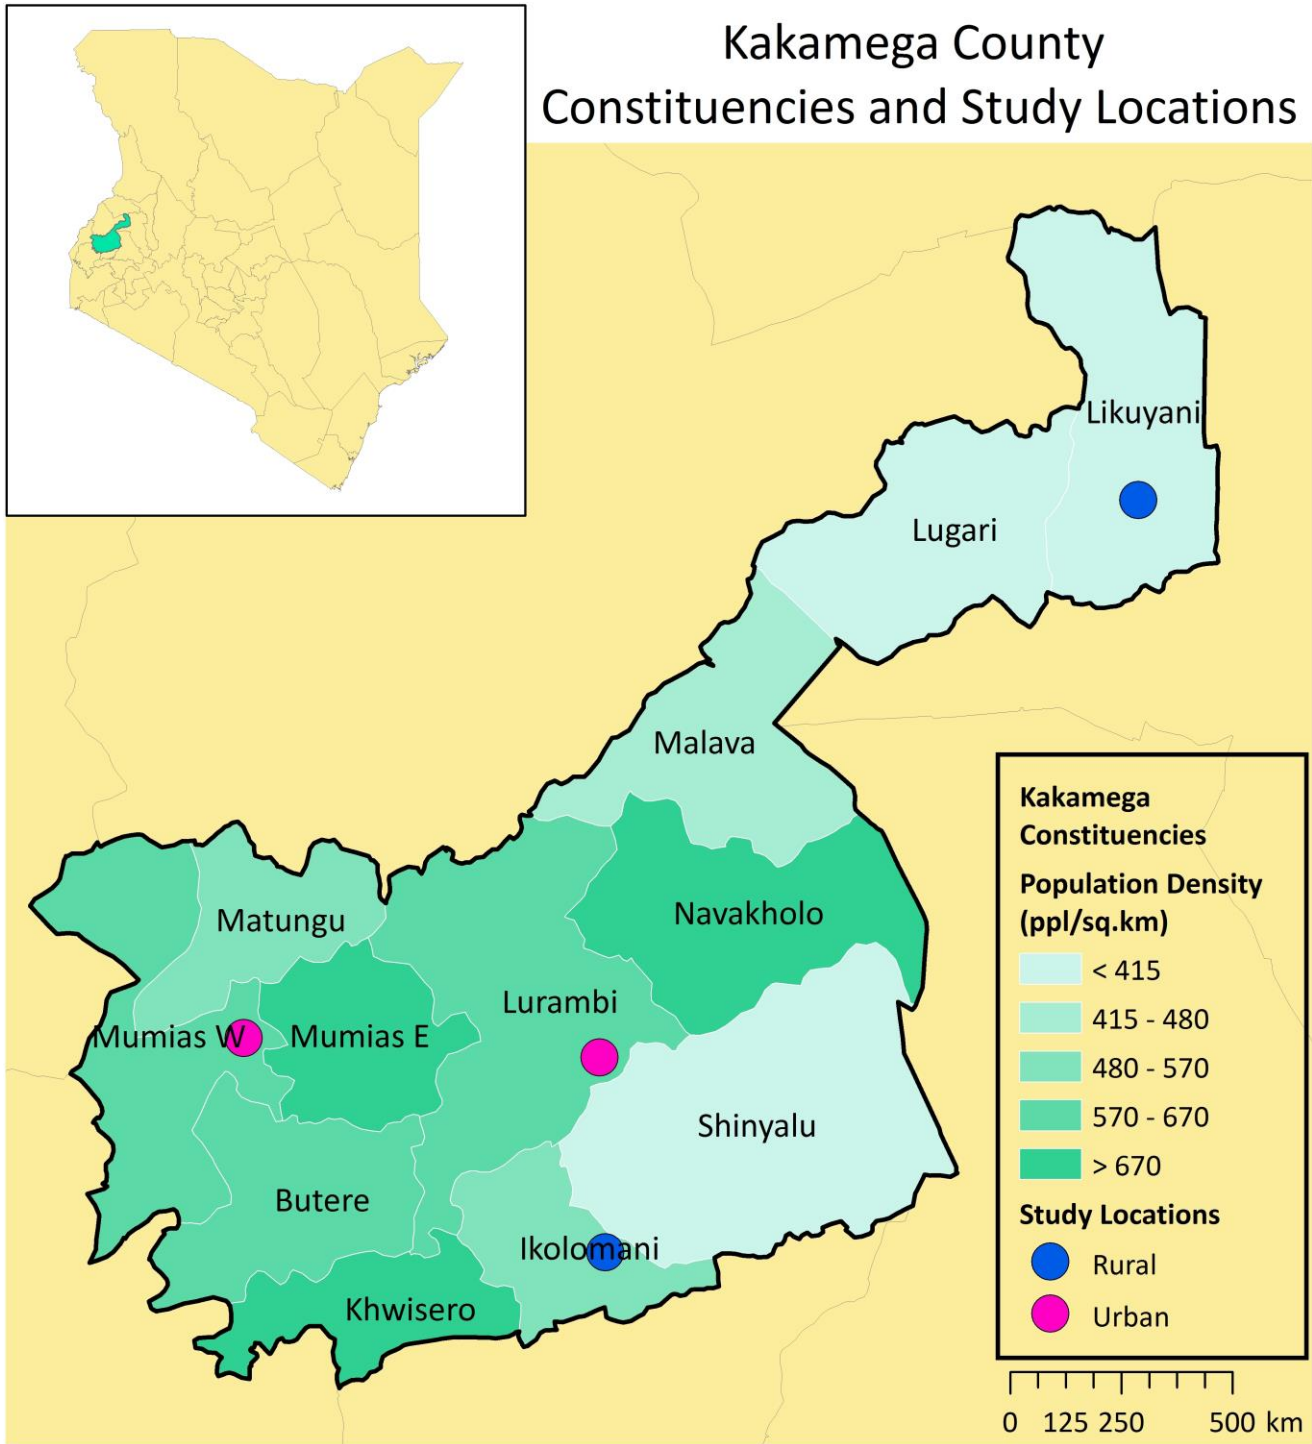 Kakamega County
Constituencies and Study Locations
Likuyani
Lugari
Malava
Matungu
Navakholo
Lurambi
Mumias W
Mumias E
Shinyalu
Butere
Ikolomani
Khwisero
Kakamega
Constituencies
Population Density
(ppl/sq.km)
< 415
415 - 480
480 - 570
570 - 670
> 670
Study Locations
Rural
Urban
0 125 250 500 km